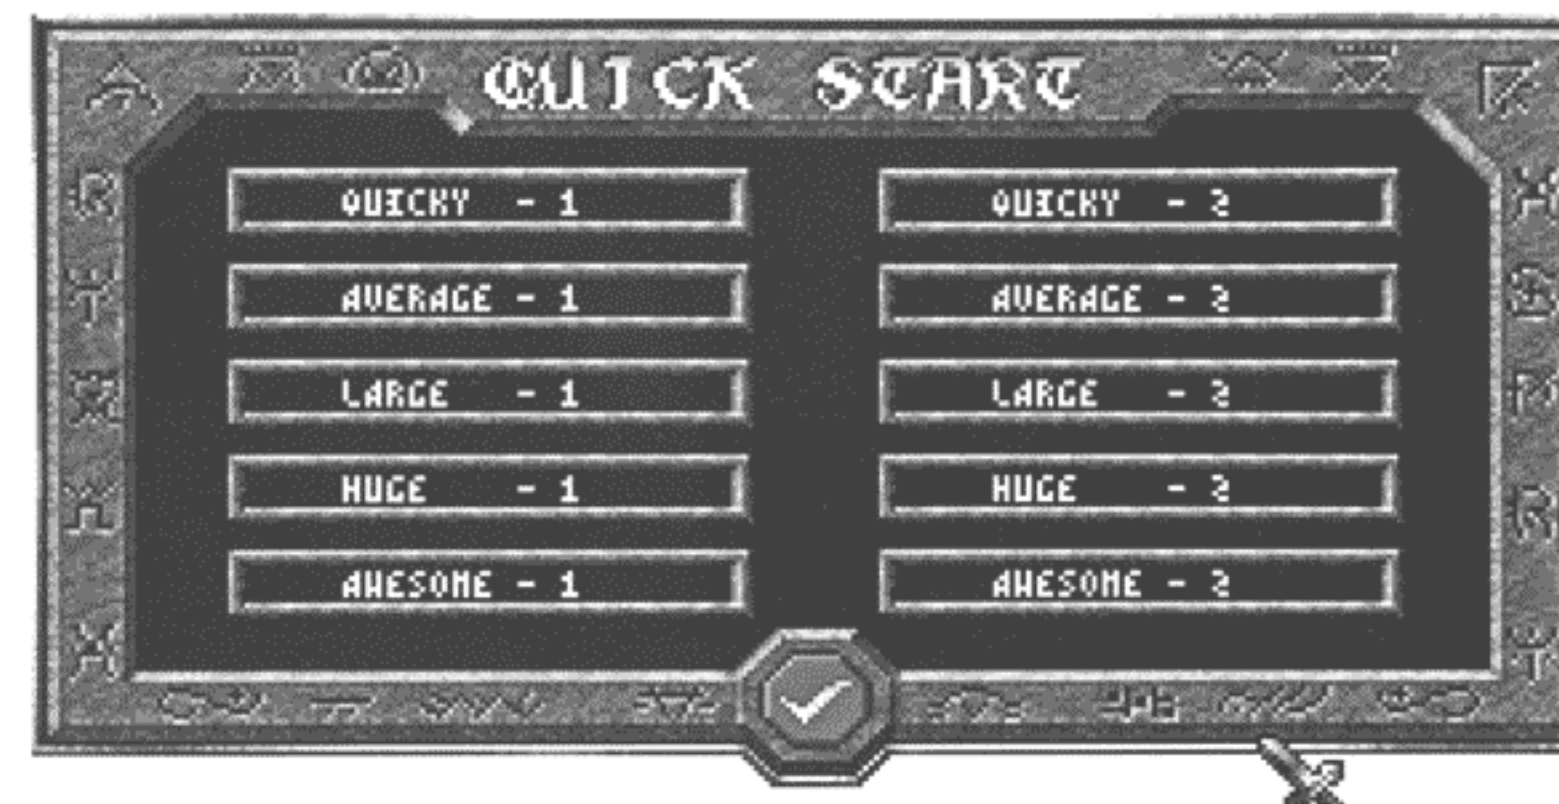 QUICK START
QUICKY - 1
QUICKY - 2
AVERAGE - 1
AVERAGE - 2
LARGE - 1
LARGE - 2
HUGE - 1
HUGE - 2
AWESOME - 1
AWESOME - 2